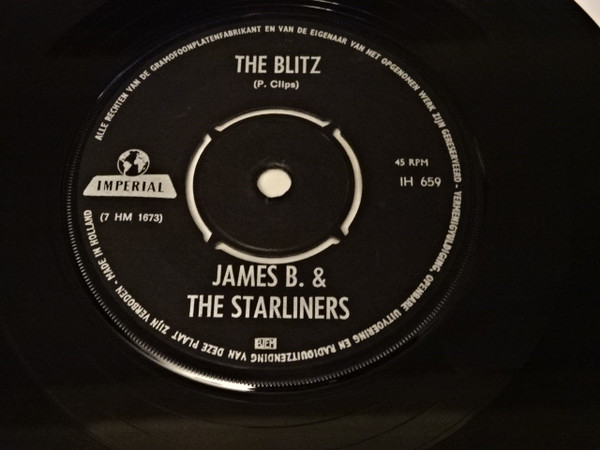 ALLE RECHTEN VAN DE GRAMOFOONPLATENFABRIKANT EN VAN DE EIGENAAR VAN HET OPGENOMEN WERK ZIJN GERESERVEERD - VERMENIGVULDIGING, OPENBARE UITVOERING EN RADIOUITZENDING VAN DEZE PLAAT ZIJN VERBODEN - MADE IN HOLLAND
THE BLITZ
(P. Clips)
IMPERIAL
45 RPM
IH 659
(7 HM 1673)
JAMES B. &
THE STARLINERS